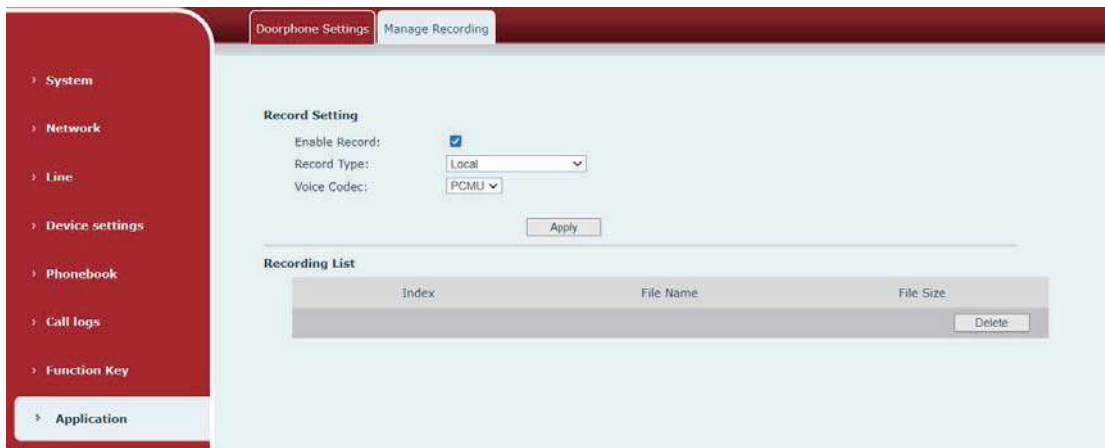 Doorphone Settings Manage Recording
System
Network
Line
Device settings
Phonebook
Call logs
Function Key
Application
Record Setting
Enable Record:
Record Type: Local
Voice Codec: PCMU
Apply
Recording List
Index File Name File Size
Delete